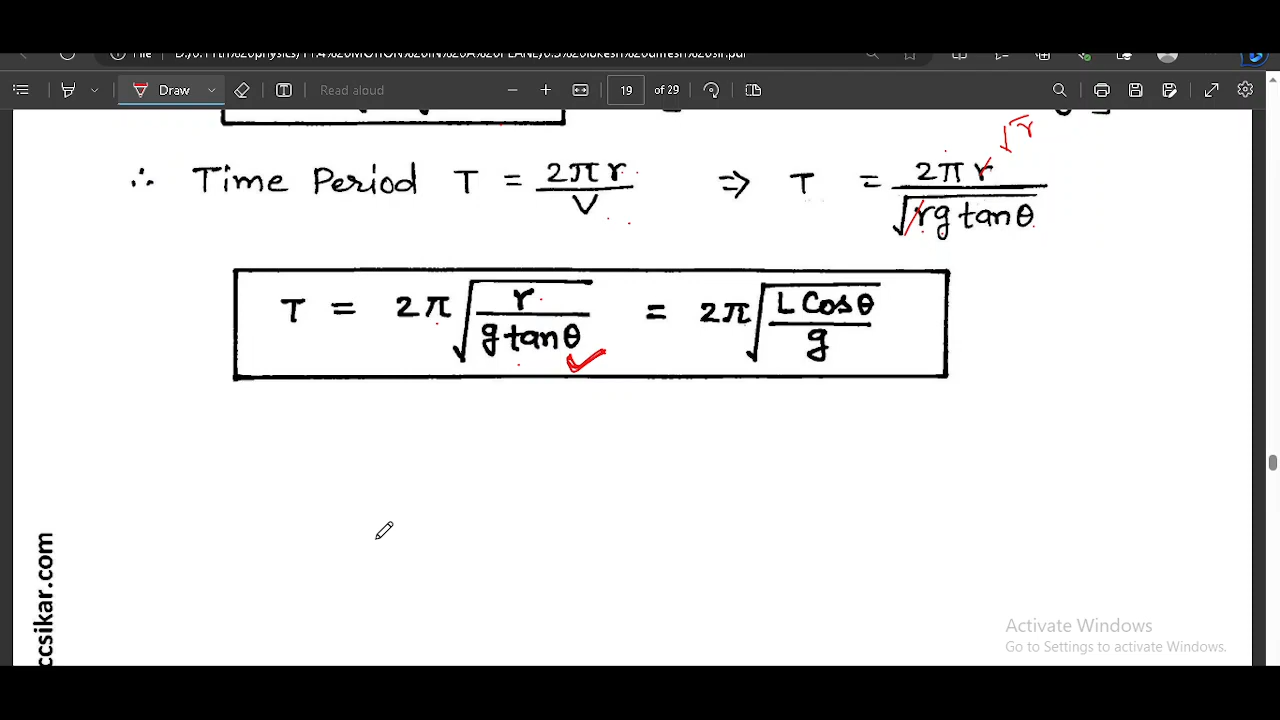 Draw
Read aloud
19 of 29
√r
∴ Time Period T = 2πr / V ⇒ T = 2πr / √rg tanθ
T = 2π √(r / g tanθ) = 2π √(L Cosθ / g)
ccsikar.com
Activate Windows
Go to Settings to activate Windows.